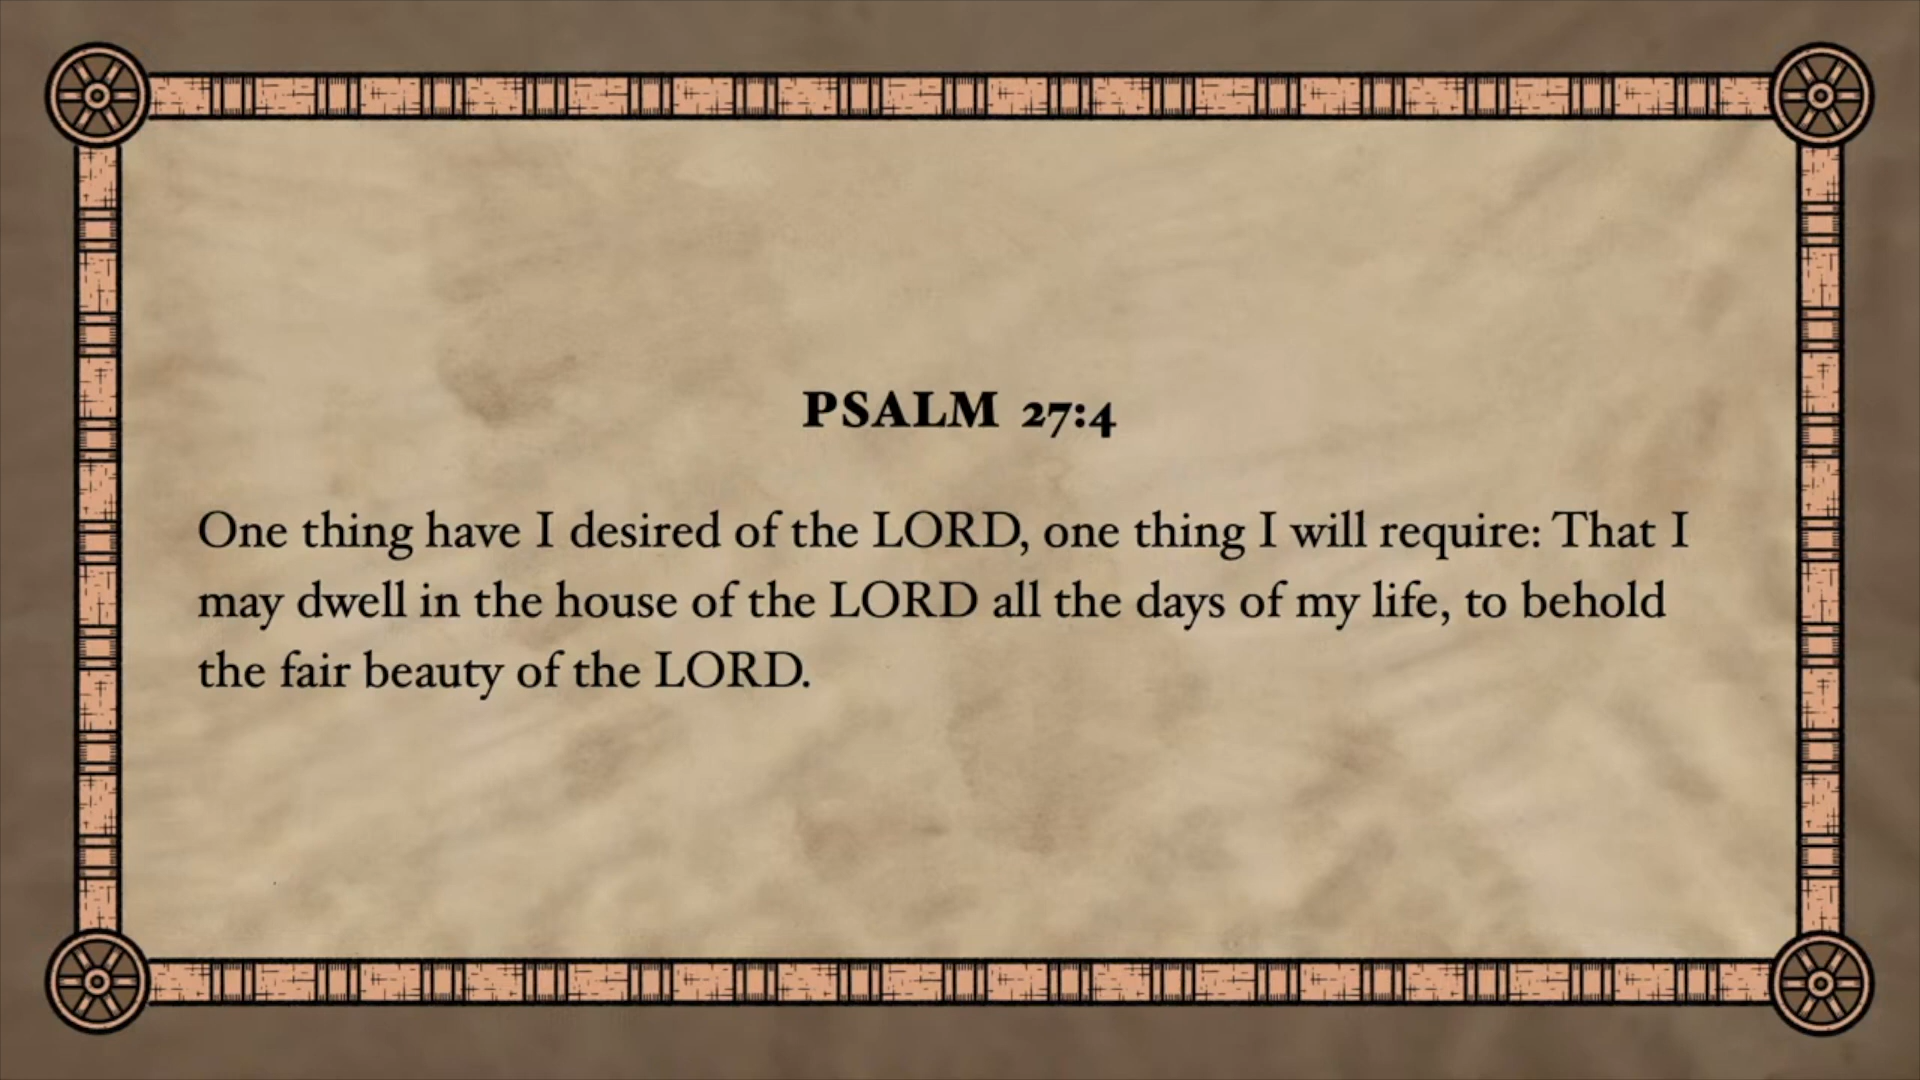 PSALM 27:4
One thing have I desired of the LORD, one thing I will require: That I
may dwell in the house of the LORD all the days of my life, to behold
the fair beauty of the LORD.